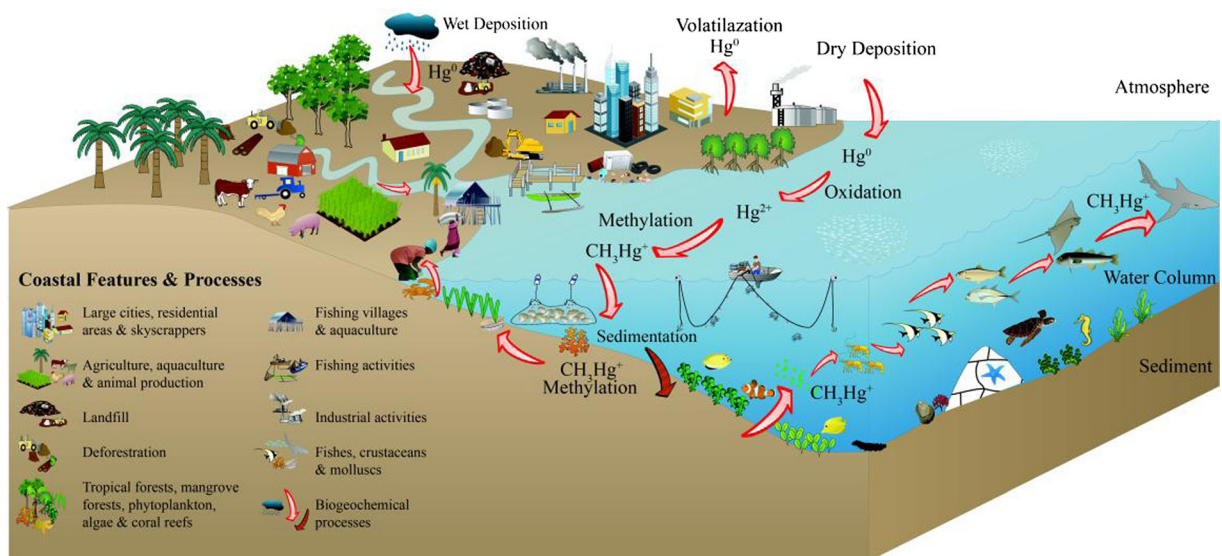 Wet Deposition
Hg⁰
Volatilazation
Hg⁰
Dry Deposition
Atmosphere
Hg⁰
Oxidation
Hg²⁺
Methylation
CH₃Hg⁺
CH₃Hg⁺
Water Column
Sedimentation
CH₃Hg⁺
Methylation
CH₃Hg⁺
Sediment
Coastal Features & Processes
Large cities, residential
areas & skyscrappers
Agriculture, aquaculture
& animal production
Landfill
Deforestration
Tropical forests, mangrove
forests, phytoplankton,
algae & coral reefs
Fishing villages
& aquaculture
Fishing activities
Industrial activities
Fishes, crustaceans
& molluscs
Biogeochemical
processes